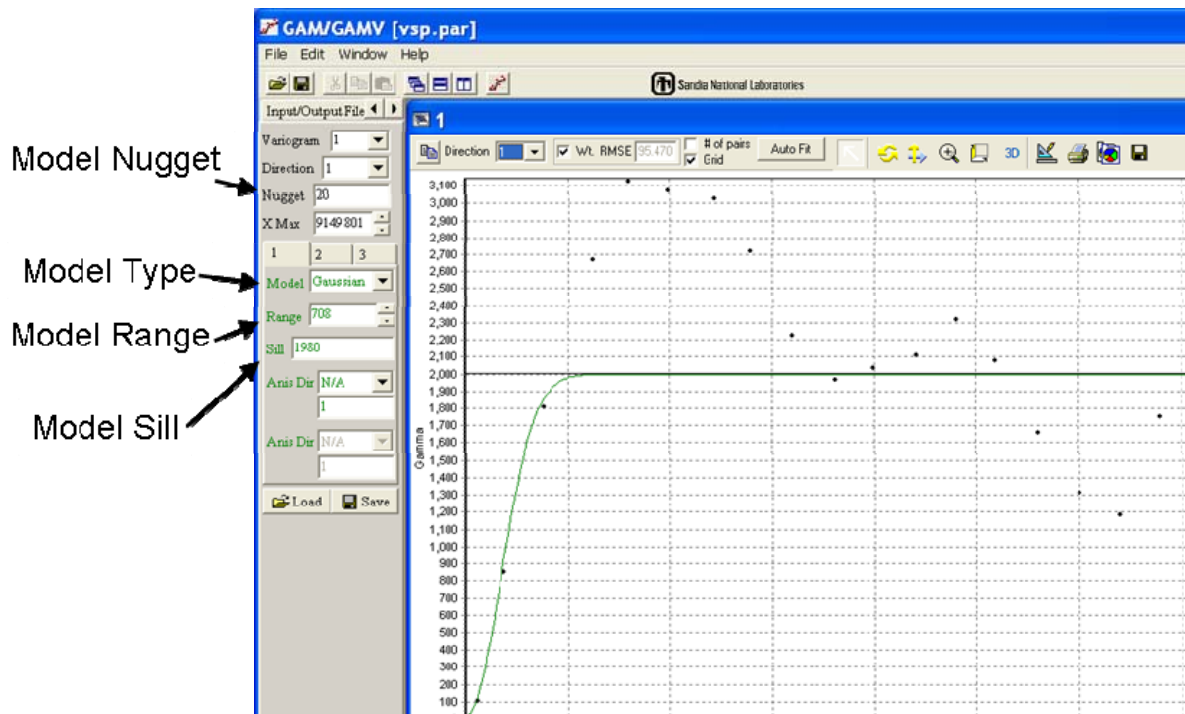 Model Nugget
Model Type
Model Range
Model Sill
GAM/GAMV [vsp.par]
File Edit Window Help
Sandia National Laboratories
Input/Output File
Variogram 1
Direction 1
Nugget 20
X Max 9149801
1 2 3
Model Gaussian
Range 708
Sill 1980
Anis Dir N/A
1
Anis Dir N/A
1
Load Save
1
Direction 1 Wt. RMSE 95.470 # of pairs Grid Auto Fit 3D
Gamma
3,100
3,000
2,900
2,800
2,700
2,600
2,500
2,400
2,300
2,200
2,100
2,000
1,900
1,800
1,700
1,600
1,500
1,400
1,300
1,200
1,100
1,000
900
800
700
600
500
400
300
200
100